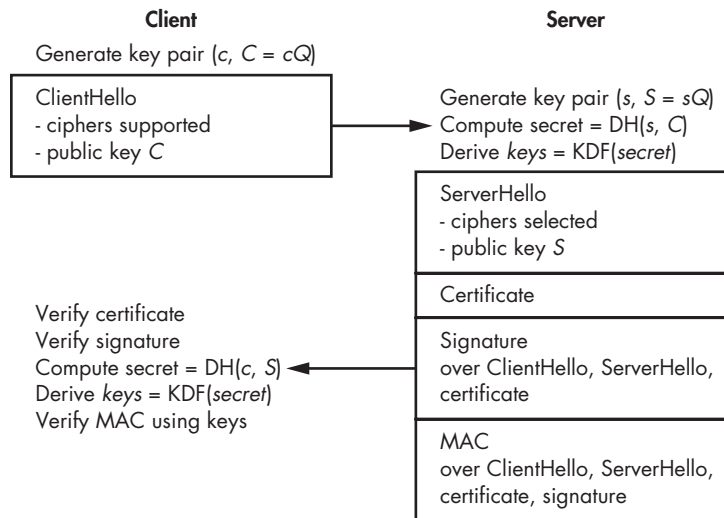 Client
Server
Generate key pair (c, C = cQ)
ClientHello
- ciphers supported
- public key C
Generate key pair (s, S = sQ)
Compute secret = DH(s, C)
Derive keys = KDF(secret)
ServerHello
- ciphers selected
- public key S
Certificate
Signature
over ClientHello, ServerHello,
certificate
MAC
over ClientHello, ServerHello,
certificate, signature
Verify certificate
Verify signature
Compute secret = DH(c, S)
Derive keys = KDF(secret)
Verify MAC using keys